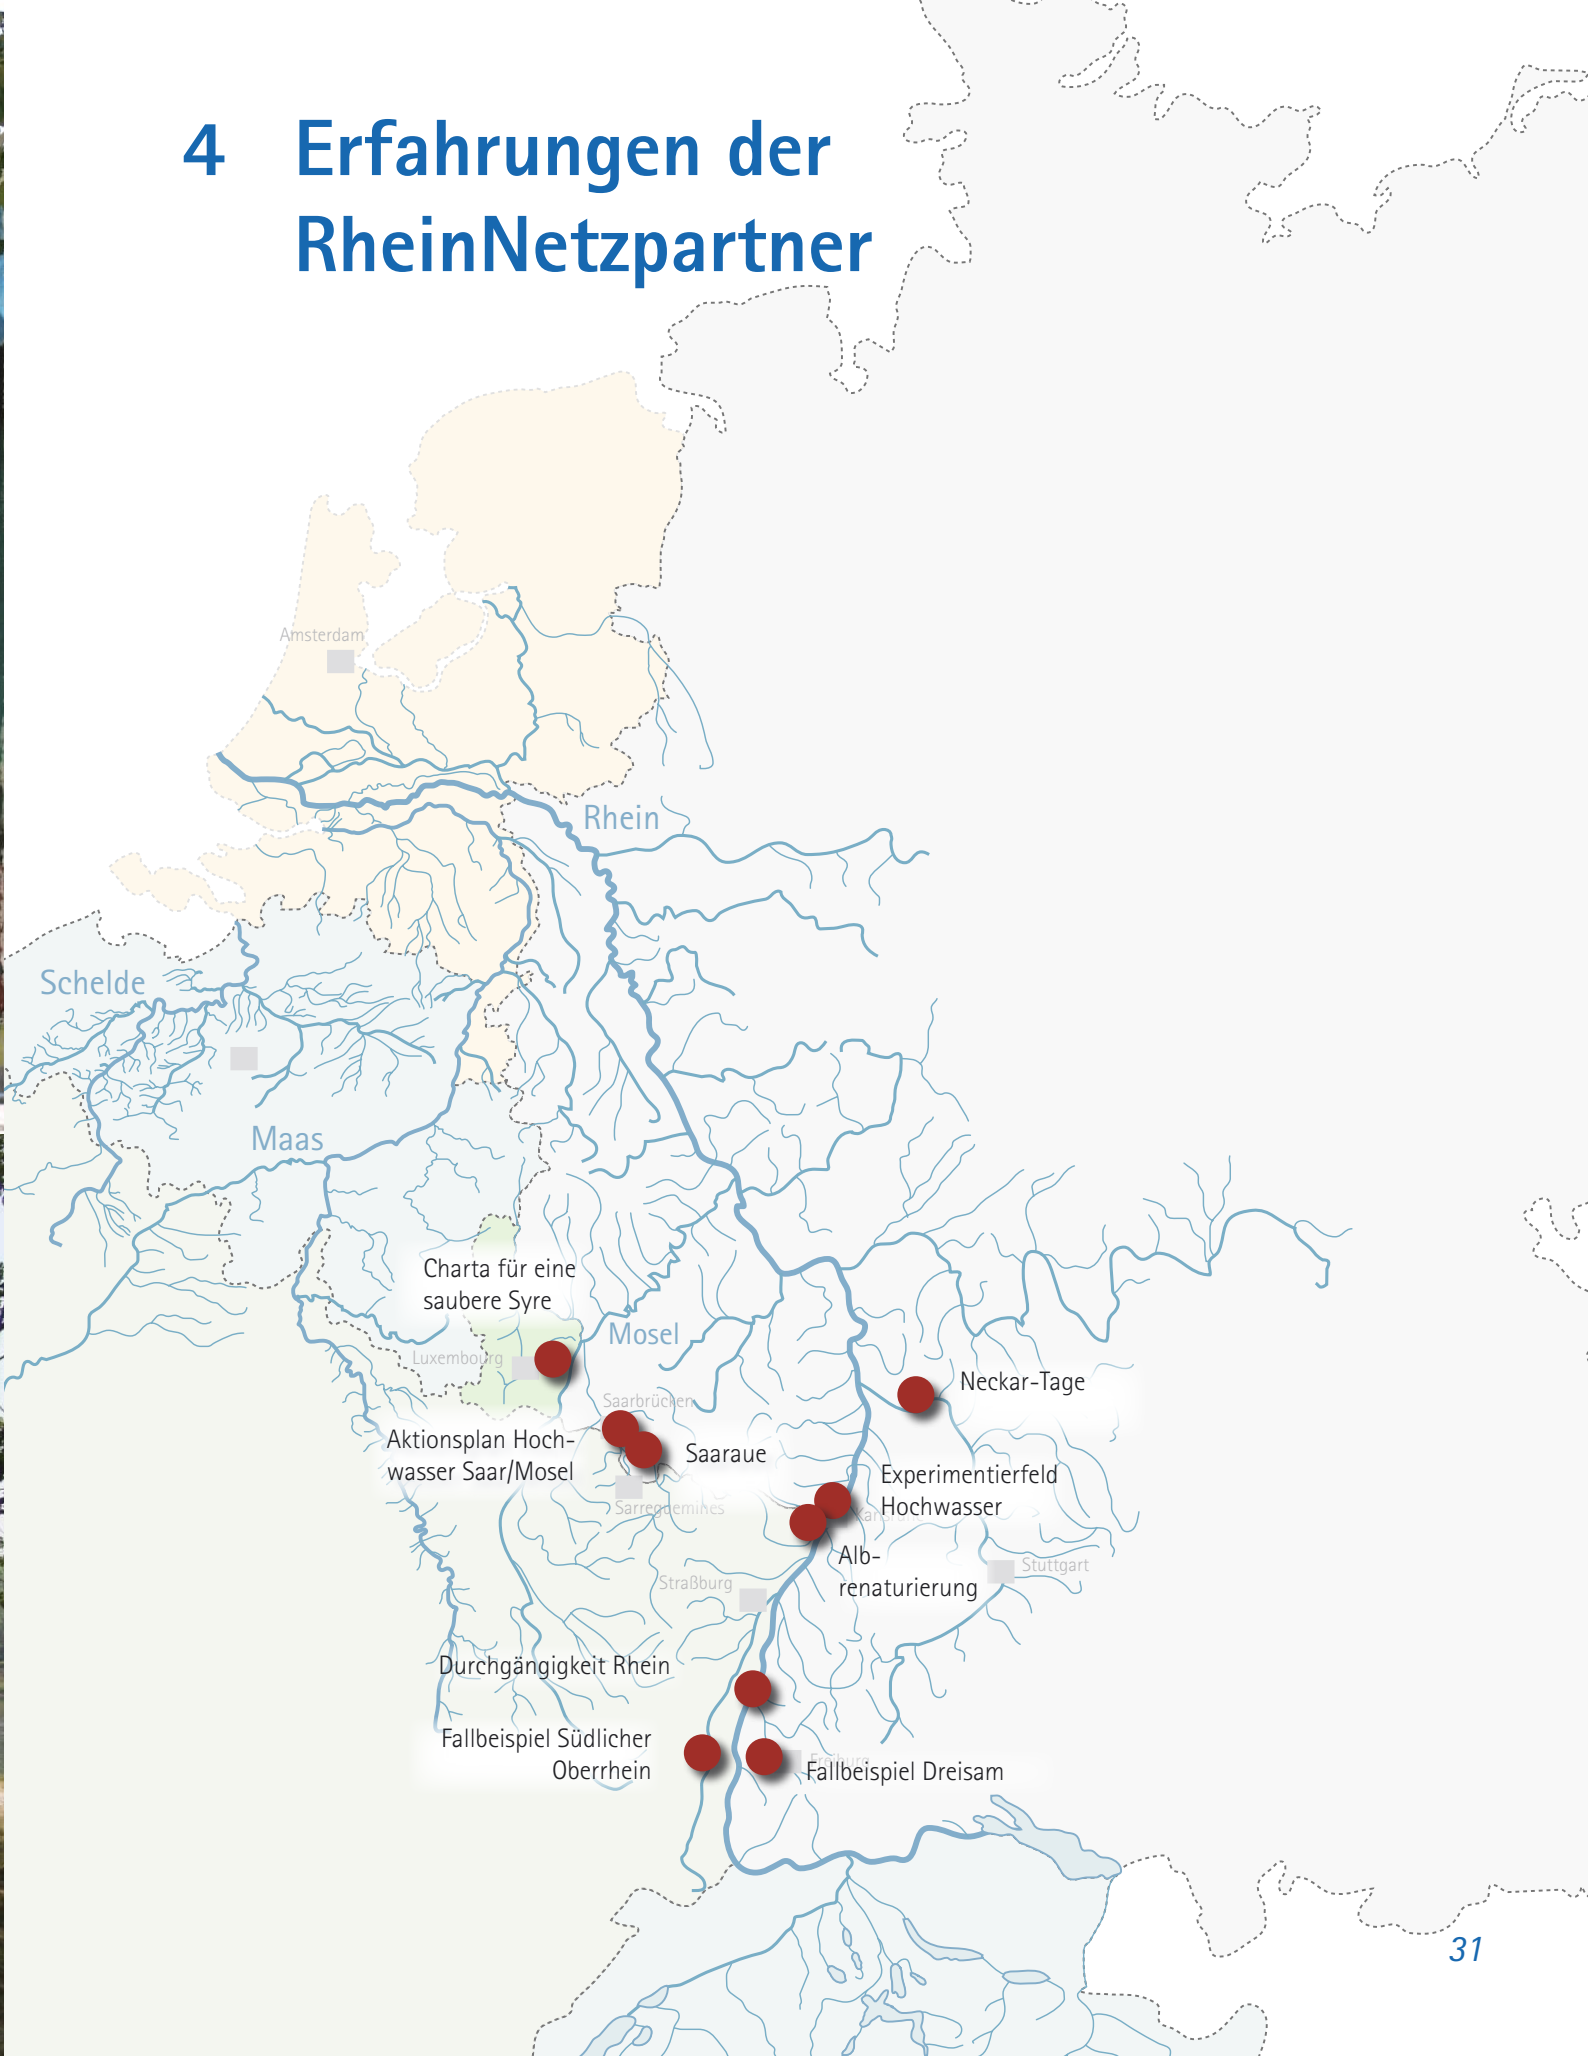 4 Erfahrungen der
RheinNetzpartner
Amsterdam
Rhein
Schelde
Maas
Charta für eine
saubere Syre
Mosel
Luxembourg
Neckar-Tage
Saarbrücken
Aktionsplan Hoch-
wasser Saar/Mosel
Saaraue
Experimentierfeld
Hochwasser
Sarreguemines
Alb-
renaturierung
Stuttgart
Straßburg
Durchgängigkeit Rhein
Fallbeispiel Südlicher
Oberrhein
Freiburg
Fallbeispiel Dreisam
31